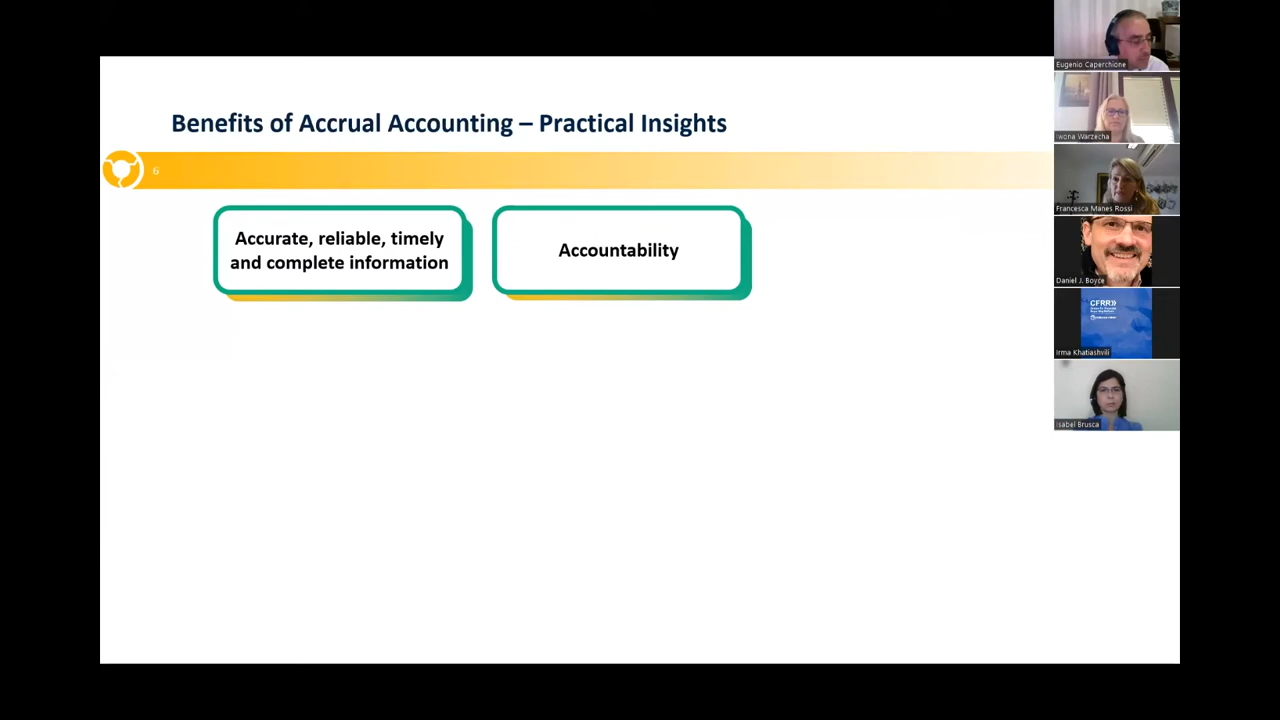 Benefits of Accrual Accounting – Practical Insights
6
Accurate, reliable, timely
and complete information
Accountability
Eugenio Caperchione
Iwona Warzecha
Francesca Manes Rossi
Daniel J. Boyce
CFRR
Irma Khatiashvili
Isabel Brusca